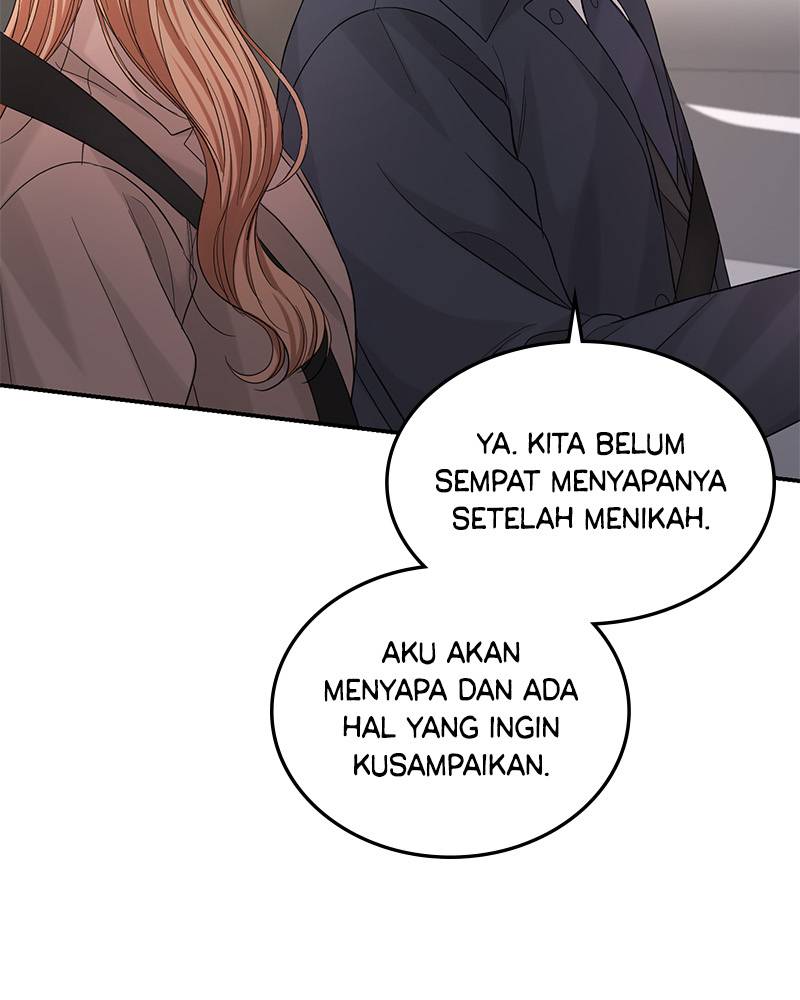 YA. KITA BELUM
SEMPAT MENYAPANYA
SETELAH MENIKAH.
AKU AKAN
MENYAPA DAN ADA
HAL YANG INGIN
KUSAMPAIKAN.